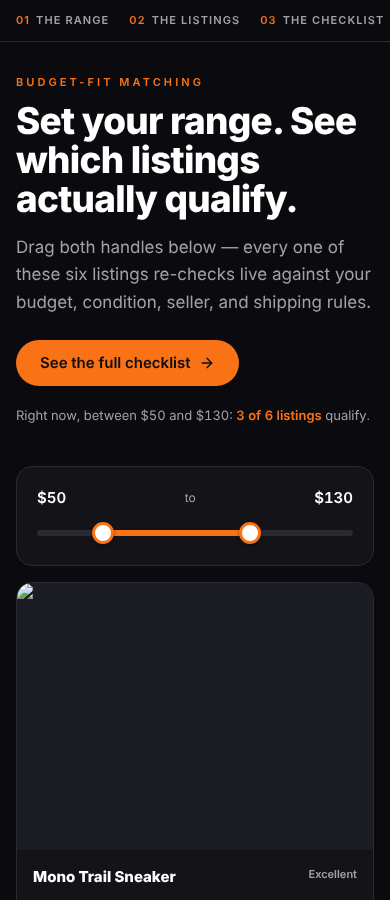 01 THE RANGE 02 THE LISTINGS 03 THE CHECKLIST
BUDGET-FIT MATCHING
Set your range. See
which listings
actually qualify.
Drag both handles below — every one of
these six listings re-checks live against your
budget, condition, seller, and shipping rules.
See the full checklist →
Right now, between $50 and $130: 3 of 6 listings qualify.
$50 to $130
Mono Trail Sneaker Excellent